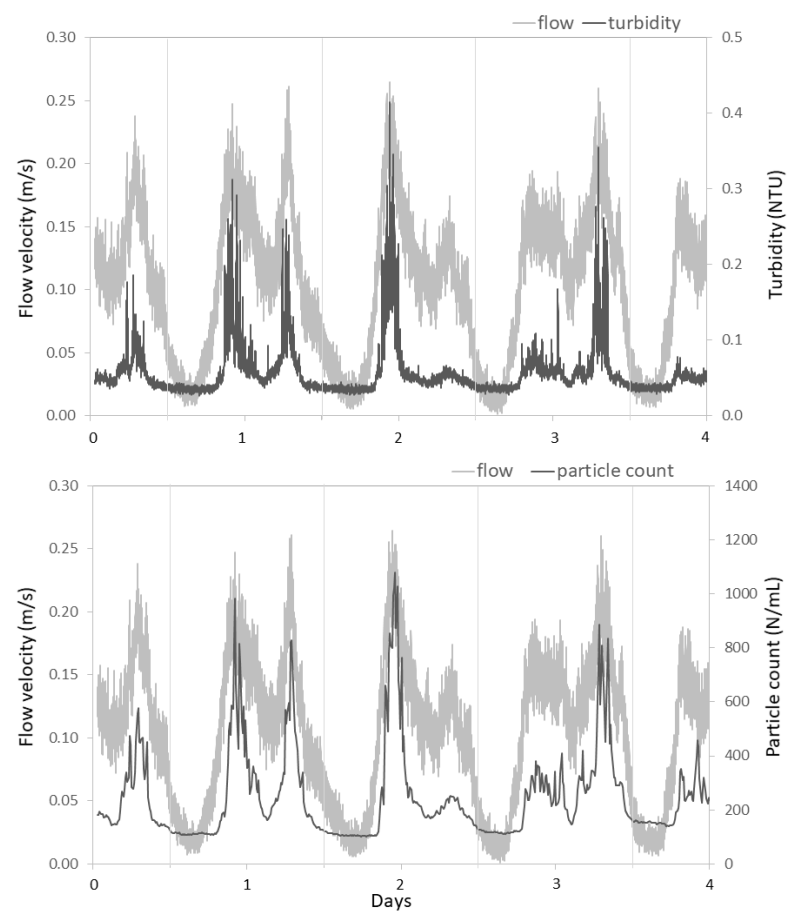 flow turbidity
0.30 0.5
0.25
0.4
0.20
0.3
0.15
0.2
0.10
0.1
0.05
0.00 0.0
0 1 2 3 4
Flow velocity (m/s)
Turbidity (NTU)
flow particle count
0.30 1400
0.25 1200
1000
0.20
800
0.15
600
0.10
400
0.05
200
0.00 0
0 1 2 3 4
Days
Flow velocity (m/s)
Particle count (N/mL)